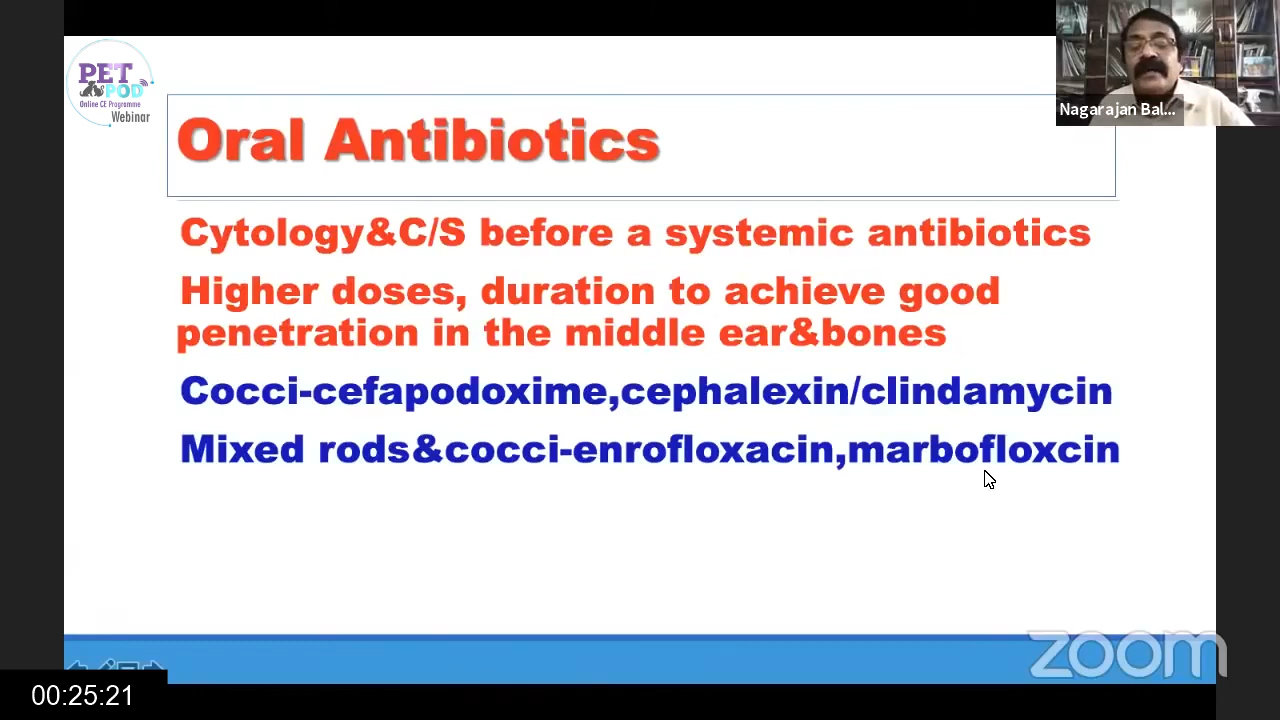 PET
POD
Online CE Programme
Webinar
Nagarajan Bal...
Oral Antibiotics
Cytology&C/S before a systemic antibiotics
Higher doses, duration to achieve good
penetration in the middle ear&bones
Cocci-cefapodoxime,cephalexin/clindamycin
Mixed rods&cocci-enrofloxacin,marbofloxcin
zoom
00:25:21